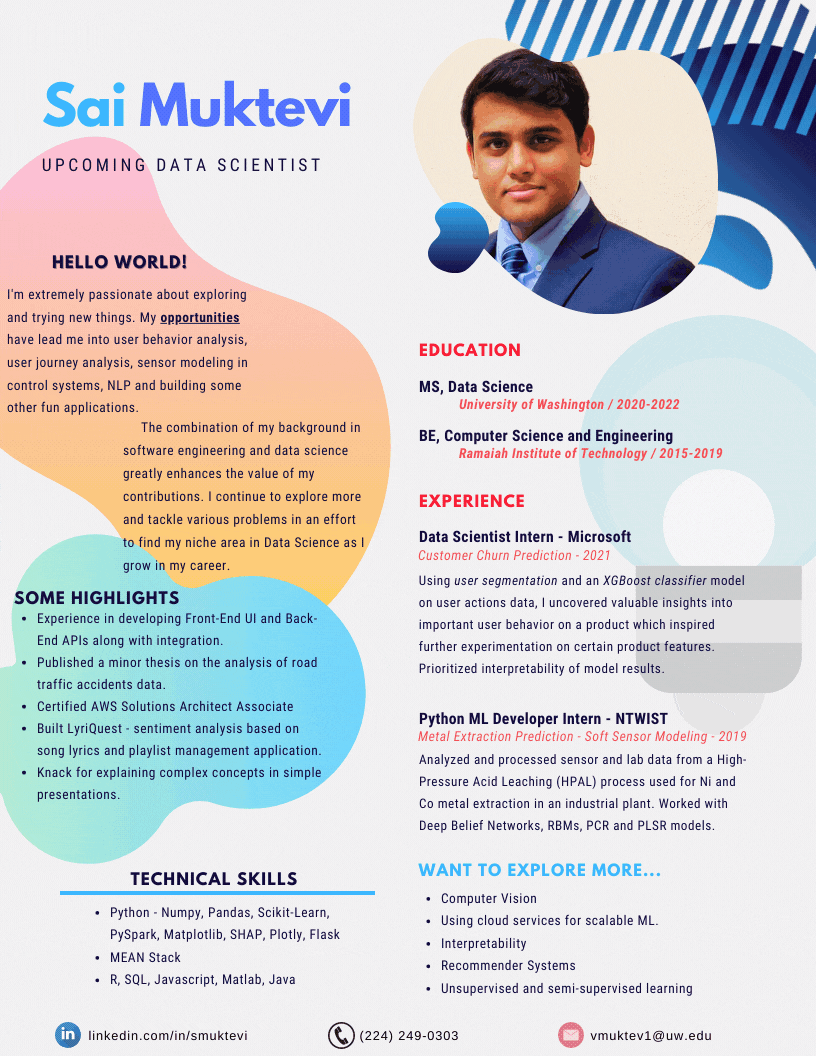 Sai Muktevi
UPCOMING DATA SCIENTIST
HELLO WORLD!
I'm extremely passionate about exploring
and trying new things. My opportunities
have lead me into user behavior analysis,
user journey analysis, sensor modeling in
control systems, NLP and building some
other fun applications.
The combination of my background in
software engineering and data science
greatly enhances the value of my
contributions. I continue to explore more
and tackle various problems in an effort
to find my niche area in Data Science as I
grow in my career.
SOME HIGHLIGHTS
• Experience in developing Front-End UI and Back-
End APIs along with integration.
• Published a minor thesis on the analysis of road
traffic accidents data.
• Certified AWS Solutions Architect Associate
• Built LyriQuest - sentiment analysis based on
song lyrics and playlist management application.
• Knack for explaining complex concepts in simple
presentations.
TECHNICAL SKILLS
• Python - Numpy, Pandas, Scikit-Learn,
PySpark, Matplotlib, SHAP, Plotly, Flask
• MEAN Stack
• R, SQL, Javascript, Matlab, Java
EDUCATION
MS, Data Science
University of Washington / 2020-2022
BE, Computer Science and Engineering
Ramaiah Institute of Technology / 2015-2019
EXPERIENCE
Data Scientist Intern - Microsoft
Customer Churn Prediction - 2021
Using user segmentation and an XGBoost classifier model
on user actions data, I uncovered valuable insights into
important user behavior on a product which inspired
further experimentation on certain product features.
Prioritized interpretability of model results.
Python ML Developer Intern - NTWIST
Metal Extraction Prediction - Soft Sensor Modeling - 2019
Analyzed and processed sensor and lab data from a High-
Pressure Acid Leaching (HPAL) process used for Ni and
Co metal extraction in an industrial plant. Worked with
Deep Belief Networks, RBMs, PCR and PLSR models.
WANT TO EXPLORE MORE...
• Computer Vision
• Using cloud services for scalable ML.
• Interpretability
• Recommender Systems
• Unsupervised and semi-supervised learning
in linkedin.com/in/smuktevi
(224) 249-0303
vmuktev1@uw.edu